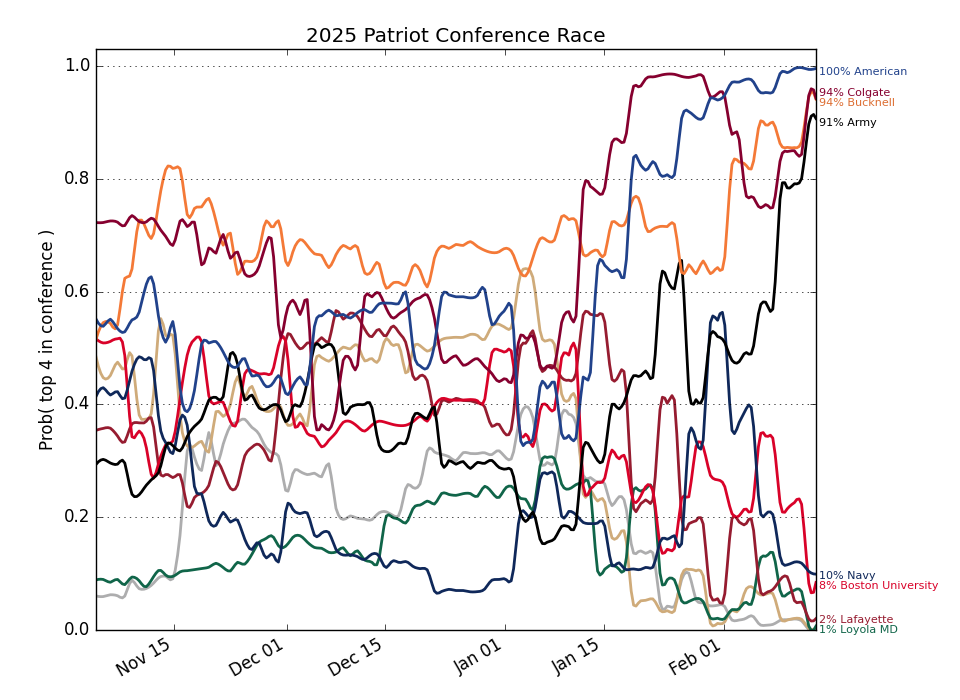 2025 Patriot Conference Race
Prob( top 4 in conference )
1.0
0.8
0.6
0.4
0.2
0.0
Nov 15
Dec 01
Dec 15
Jan 01
Jan 15
Feb 01
100% American
94% Colgate
94% Bucknell
91% Army
10% Navy
8% Boston University
2% Lafayette
1% Loyola MD